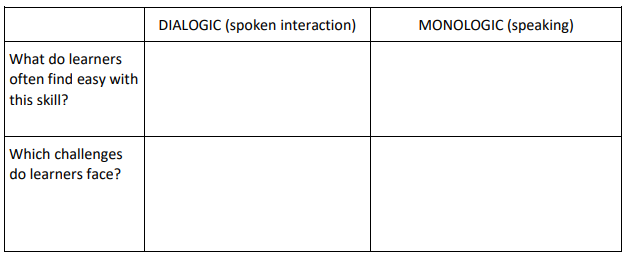 DIALOGIC (spoken interaction) MONOLOGIC (speaking)
What do learners
often find easy with
this skill?
Which challenges
do learners face?